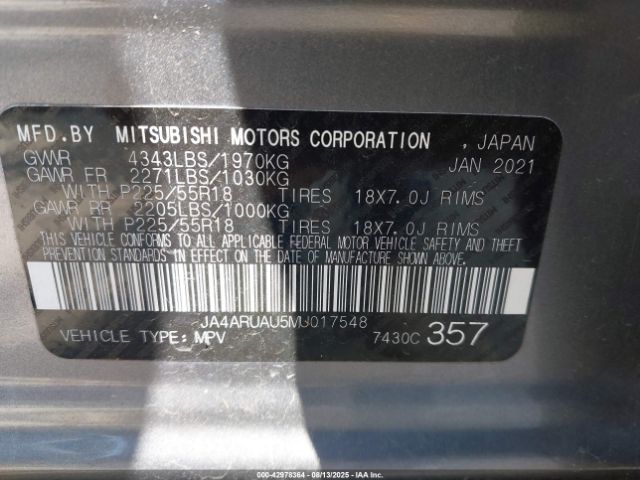 MFD.BY MITSUBISHI MOTORS CORPORATION , JAPAN
GVWR 4343LBS/1970KG JAN 2021
GAWR FR 2271LBS/1030KG
WITH P225/55R18 TIRES 18X7.0J RIMS
GAWR RR 2205LBS/1000KG
WITH P225/55R18 TIRES 18X7.0J RIMS
THIS VEHICLE CONFORMS TO ALL APPLICABLE FEDERAL MOTOR VEHICLE SAFETY AND THEFT
PREVENTION STANDARDS IN EFFECT ON THE DATE OF MANUFACTURE SHOWN ABOVE.
JA4ARUAU5MU017548
VEHICLE TYPE:MPV 7430C 357
000-42978364 - 08/13/2025 - IAAI.COM